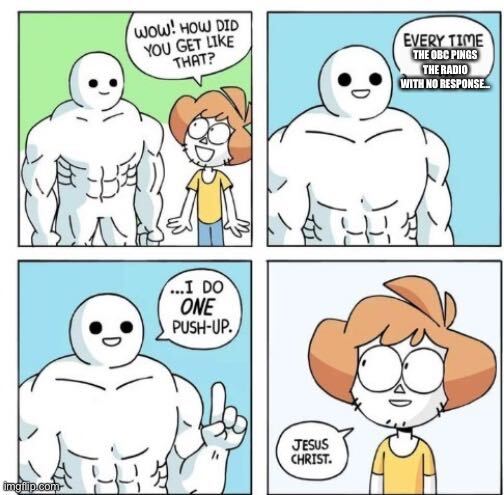 WOW! HOW DID
YOU GET LIKE
THAT?
EVERY TIME
THE OBC PINGS
THE RADIO
WITH NO RESPONSE...
...I DO
ONE
PUSH-UP.
JESUS
CHRIST.
imgflip.com